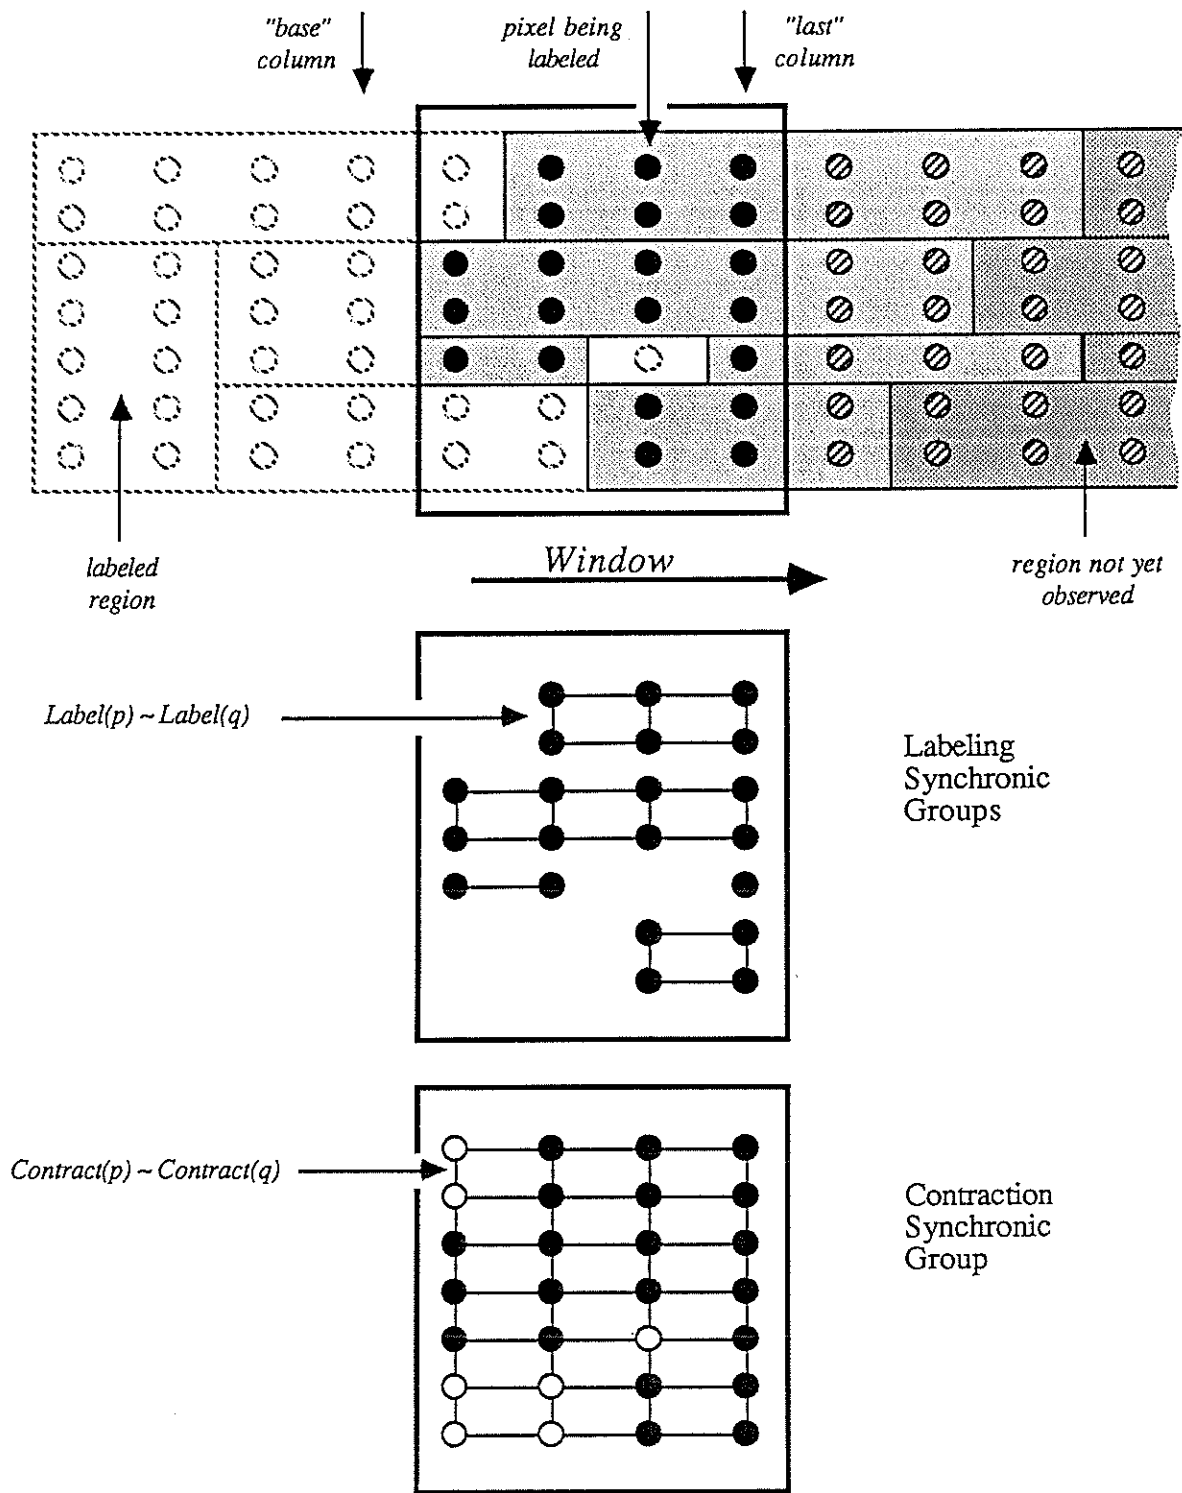 "base"
column
pixel being
labeled
"last"
column
labeled
region
Window
region not yet
observed
Label(p) ~ Label(q)
Labeling
Synchronic
Groups
Contract(p) ~ Contract(q)
Contraction
Synchronic
Group